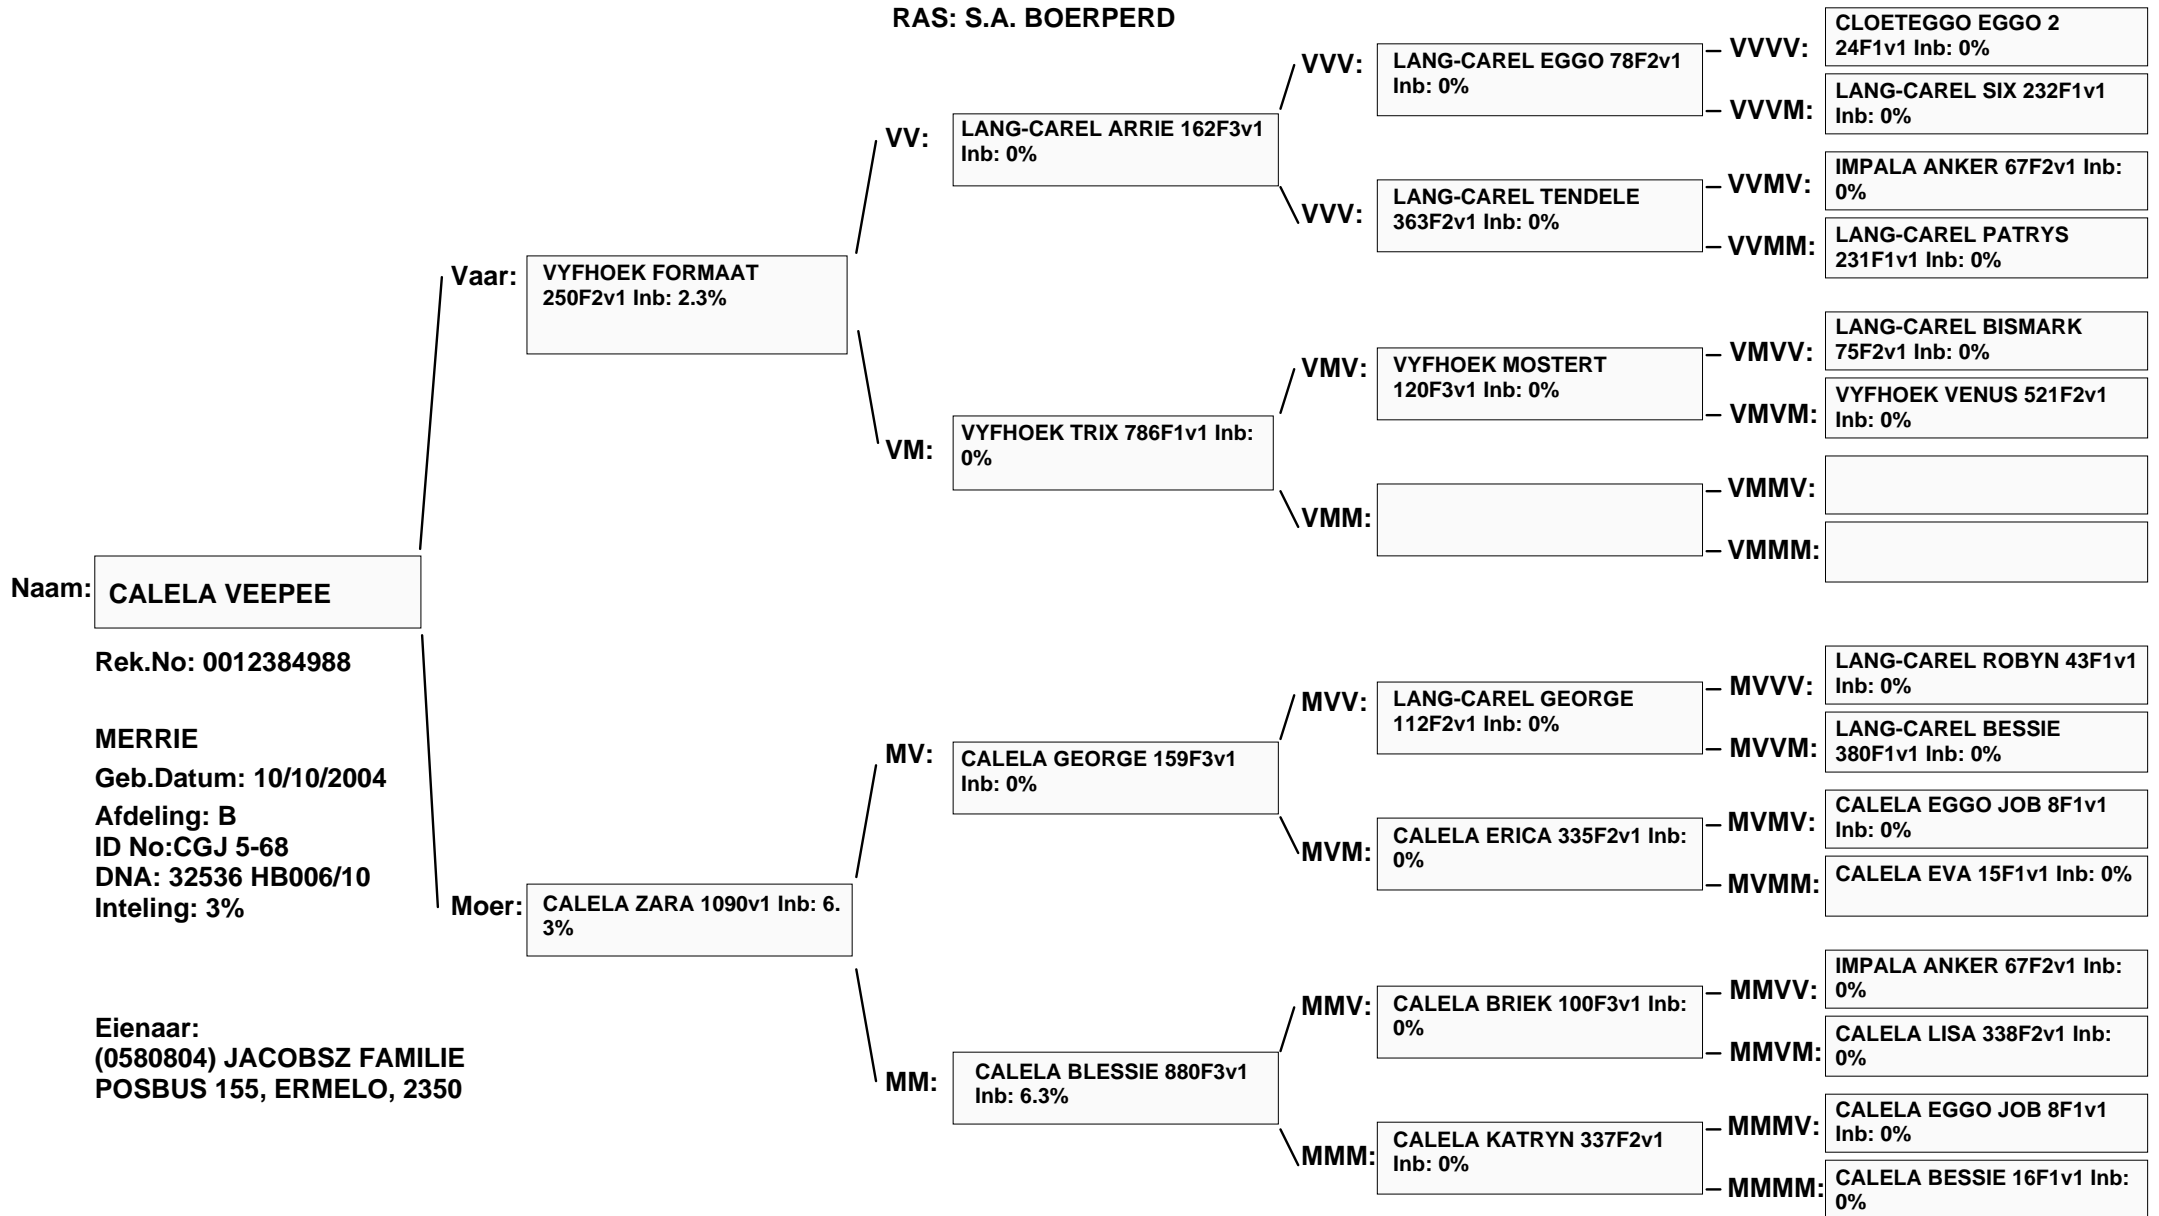 RAS: S.A. BOERPERD
Naam:
CALELA VEEPEE
Rek.No: 0012384988
MERRIE
Geb.Datum: 10/10/2004
Afdeling: B
ID No:CGJ 5-68
DNA: 32536 HB006/10
Inteling: 3%
Eienaar:
(0580804) JACOBSZ FAMILIE
POSBUS 155, ERMELO, 2350
Vaar:
VYFHOEK FORMAAT
250F2v1 Inb: 2.3%
Moer:
CALELA ZARA 1090v1 Inb: 6.
3%
VV:
LANG-CAREL ARRIE 162F3v1
Inb: 0%
VM:
VYFHOEK TRIX 786F1v1 Inb:
0%
MV:
CALELA GEORGE 159F3v1
Inb: 0%
MM:
CALELA BLESSIE 880F3v1
Inb: 6.3%
VVV:
LANG-CAREL EGGO 78F2v1
Inb: 0%
VVV:
LANG-CAREL TENDELE
363F2v1 Inb: 0%
VMV:
VYFHOEK MOSTERT
120F3v1 Inb: 0%
VMM:
MVV:
LANG-CAREL GEORGE
112F2v1 Inb: 0%
MVM:
CALELA ERICA 335F2v1 Inb:
0%
MMV:
CALELA BRIEK 100F3v1 Inb:
0%
MMM:
CALELA KATRYN 337F2v1
Inb: 0%
VVVV:
CLOETEGGO EGGO 2
24F1v1 Inb: 0%
VVVM:
LANG-CAREL SIX 232F1v1
Inb: 0%
VVMV:
IMPALA ANKER 67F2v1 Inb:
0%
VVMM:
LANG-CAREL PATRYS
231F1v1 Inb: 0%
VMVV:
LANG-CAREL BISMARK
75F2v1 Inb: 0%
VMVM:
VYFHOEK VENUS 521F2v1
Inb: 0%
VMMV:
VMMM:
MVVV:
LANG-CAREL ROBYN 43F1v1
Inb: 0%
MVVM:
LANG-CAREL BESSIE
380F1v1 Inb: 0%
MVMV:
CALELA EGGO JOB 8F1v1
Inb: 0%
MVMM:
CALELA EVA 15F1v1 Inb: 0%
MMVV:
IMPALA ANKER 67F2v1 Inb:
0%
MMVM:
CALELA LISA 338F2v1 Inb:
0%
MMMV:
CALELA EGGO JOB 8F1v1
Inb: 0%
MMMM:
CALELA BESSIE 16F1v1 Inb:
0%